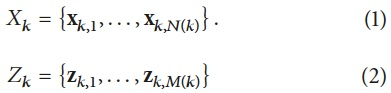 X_k = {x_{k,1}, …, x_{k,N(k)}}. (1)
Z_k = {z_{k,1}, …, z_{k,M(k)}} (2)